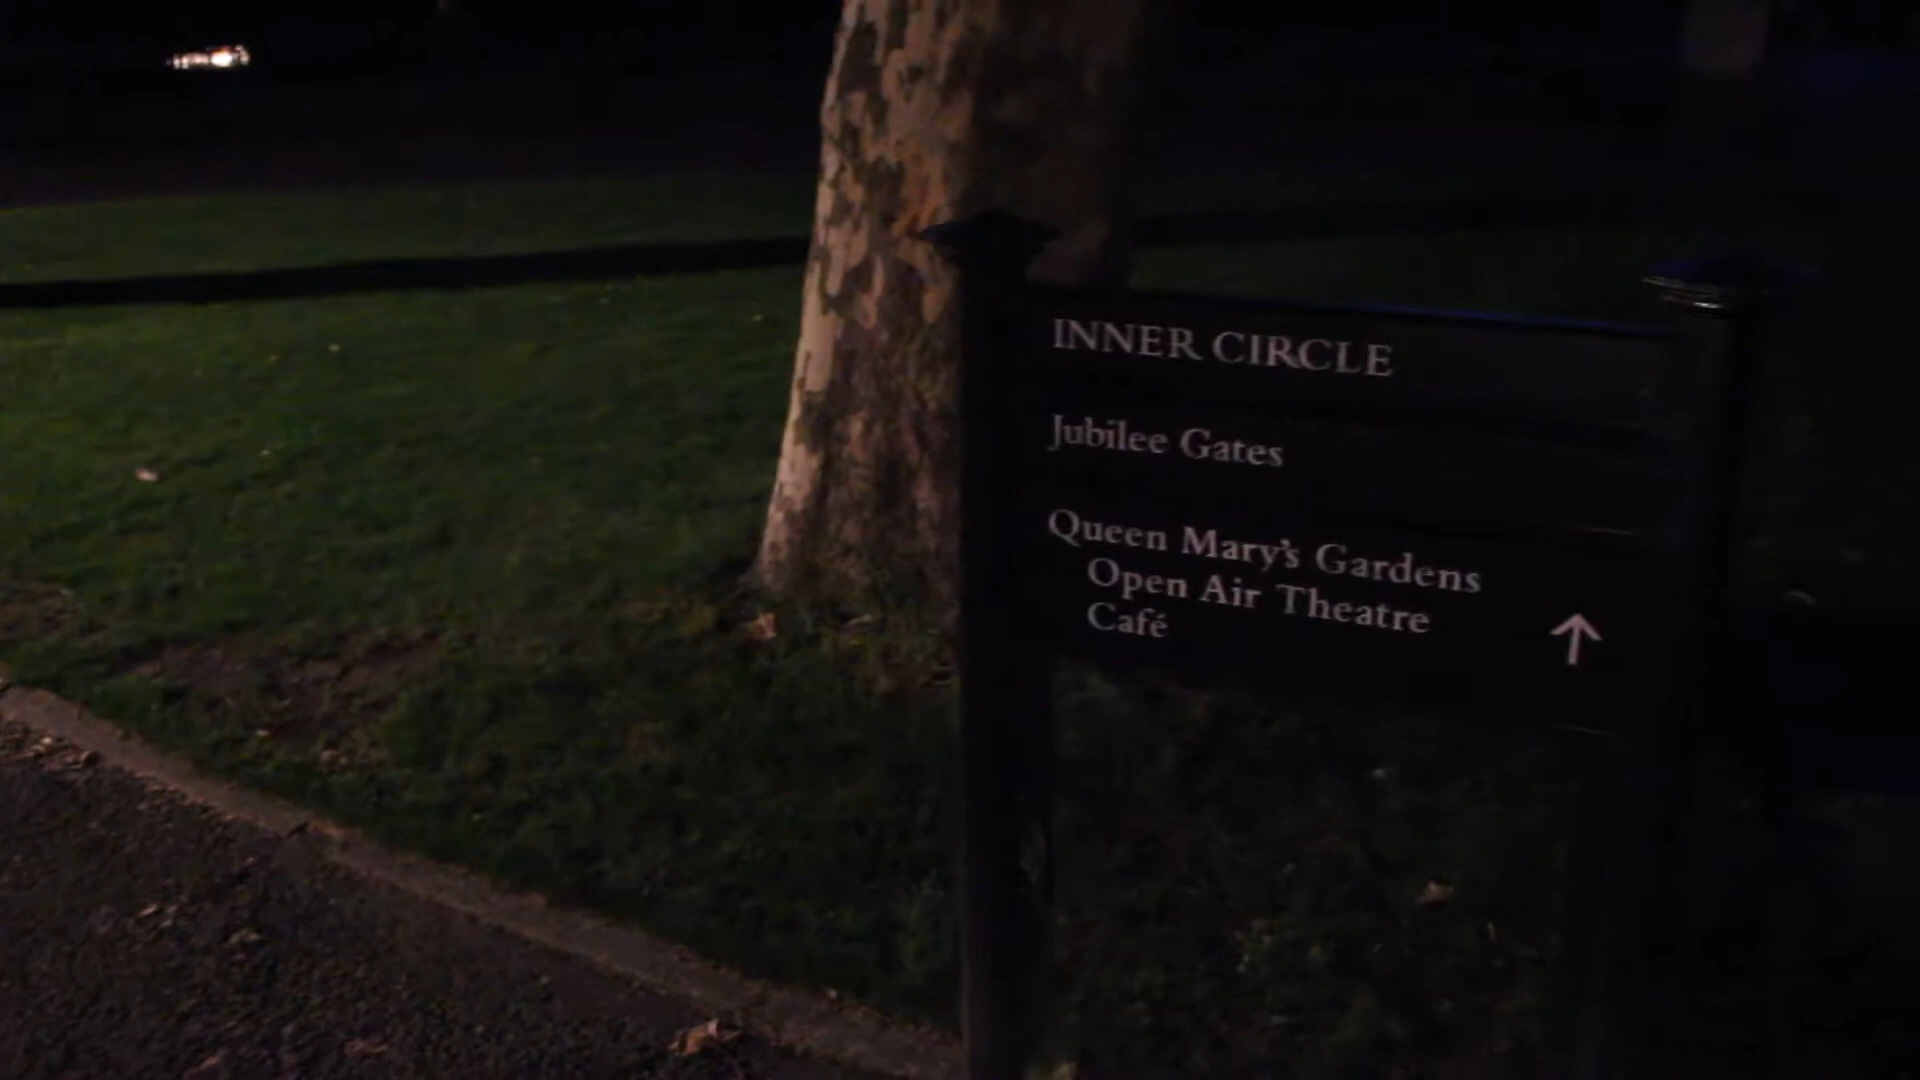 INNER CIRCLE
Jubilee Gates
Queen Mary's Gardens
Open Air Theatre
Café